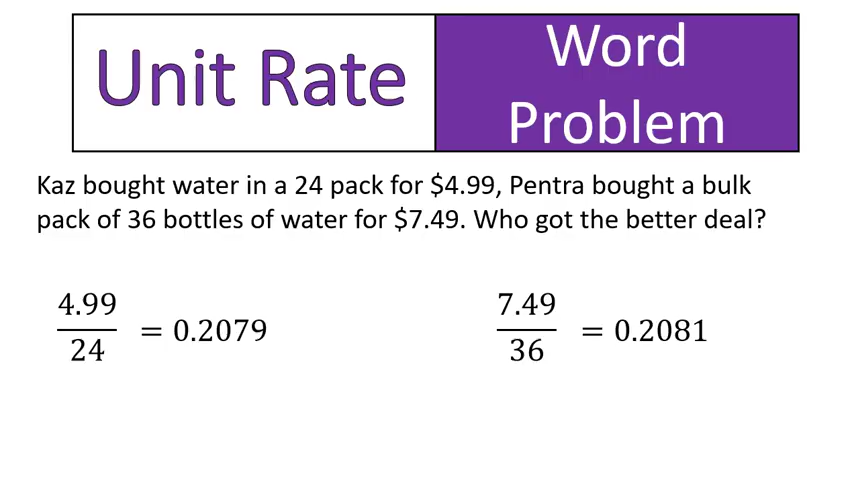 Unit Rate
Word
Problem
Kaz bought water in a 24 pack for $4.99, Pentra bought a bulk
pack of 36 bottles of water for $7.49. Who got the better deal?
4.99
24
= 0.2079
7.49
36
= 0.2081